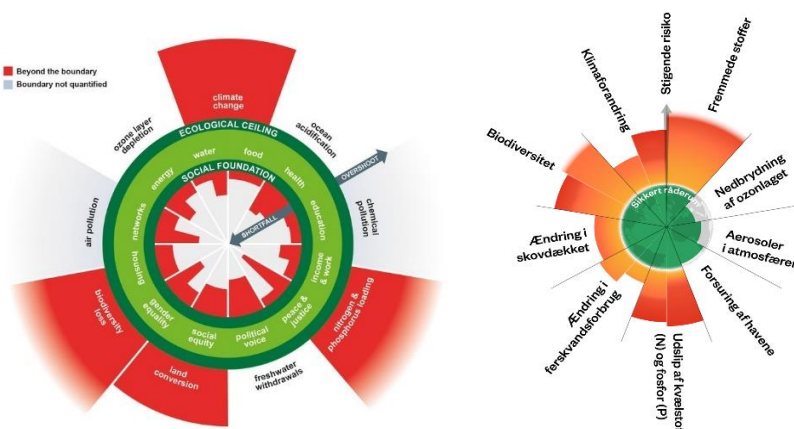 Beyond the boundary
Boundary not quantified
climate
change
ozone layer
depletion
ocean
acidification
ECOLOGICAL CEILING
water
food
energy
health
SOCIAL FOUNDATION
OVERSHOOT
SHORTFALL
networks
education
air pollution
chemical
pollution
housing
income
& work
gender
equality
peace &
justice
social
equity
political
voice
biodiversity
loss
nitrogen &
phosphorus loading
land
conversion
freshwater
withdrawals
Stigende risiko
Klimaforandring
Fremmede stoffer
Biodiversitet
Nedbrydning
af ozonlaget
Sikkert råderum
Ændring i
skovdækket
Aerosoler
i atmosfæren
Ændring i
ferskvandsforbrug
Forsuring af havene
Udslip af kvælstof
(N) og fosfor (P)